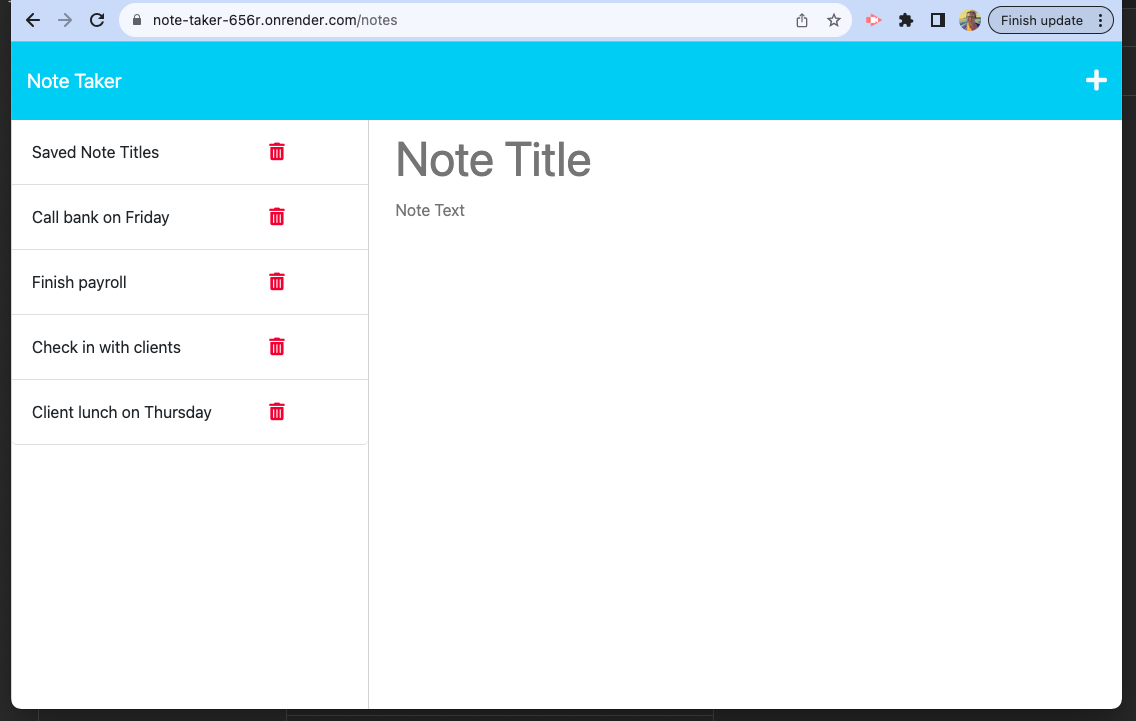 note-taker-656r.onrender.com/notes
Finish update
Note Taker
Saved Note Titles
Call bank on Friday
Finish payroll
Check in with clients
Client lunch on Thursday
Note Title
Note Text